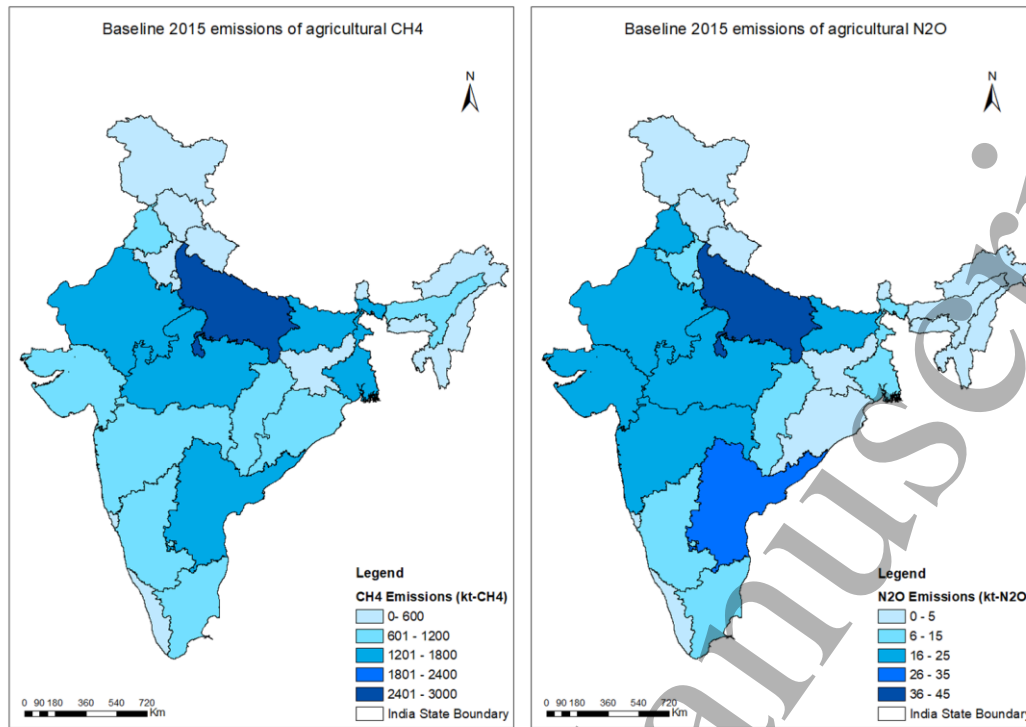 Baseline 2015 emissions of agricultural CH4
N
Legend
CH4 Emissions (kt-CH4)
0- 600
601 - 1200
1201 - 1800
1801 - 2400
2401 - 3000
India State Boundary
0 90 180 360 540 720
Km
Baseline 2015 emissions of agricultural N2O
N
Legend
N2O Emissions (kt-N2O
0 - 5
6 - 15
16 - 25
26 - 35
36 - 45
India State Boundary
0 90 180 360 540 720
Km
anuscri